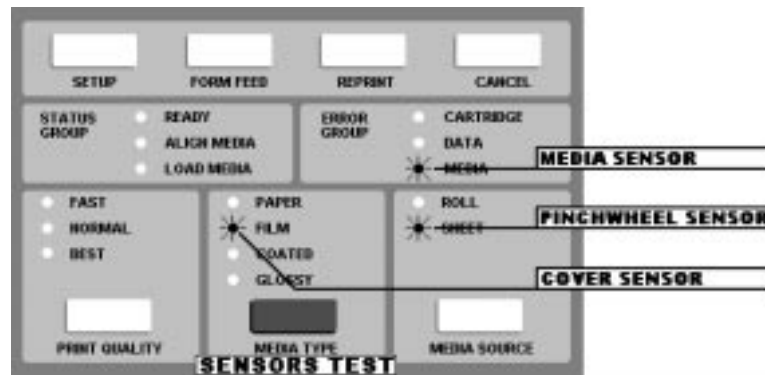 SETUP FORM FEED REPRINT CANCEL
STATUS GROUP
READY
ALIGN MEDIA
LOAD MEDIA
ERROR GROUP
CARTRIDGE
DATA
MEDIA
MEDIA SENSOR
FAST
NORMAL
BEST
PAPER
FILM
COATED
GLOSSY
ROLL
SHEET
PINCHWHEEL SENSOR
COVER SENSOR
PRINT QUALITY MEDIA TYPE MEDIA SOURCE
SENSORS TEST